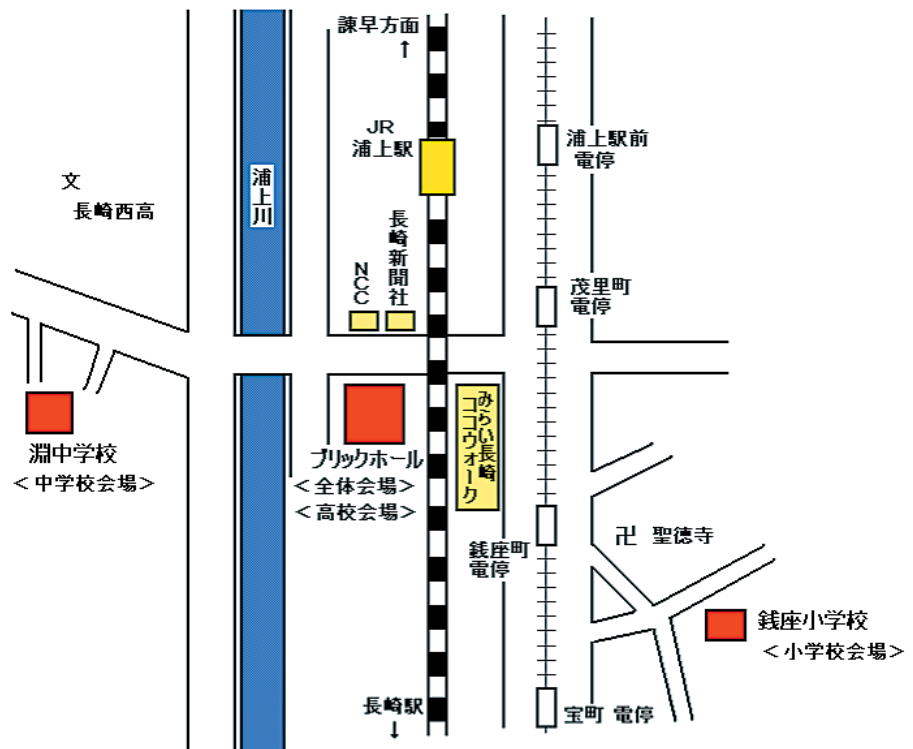 諫早方面
↑
JR
浦上駅
浦上駅前
電停
浦上川
文
長崎西高
長崎新聞社
NCC
茂里町
電停
淵中学校
＜中学校会場＞
ブリックホール
＜全体会場＞
＜高校会場＞
みらい長崎
ココウォーク
銭座町
電停
卍 聖徳寺
銭座小学校
＜小学校会場＞
長崎駅
↓
宝町 電停